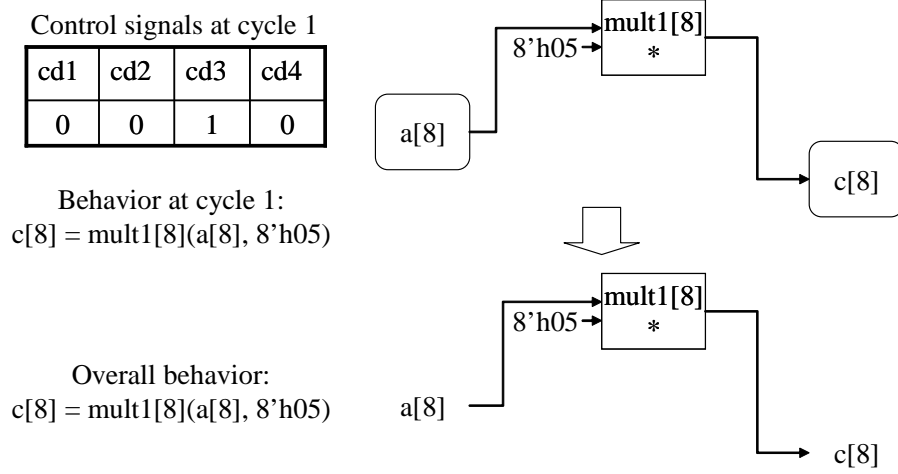 Control signals at cycle 1
cd1 cd2 cd3 cd4
0 0 1 0
Behavior at cycle 1:
c[8] = mult1[8](a[8], 8’h05)
mult1[8]
8’h05
*
a[8]
c[8]
Overall behavior:
c[8] = mult1[8](a[8], 8’h05)
mult1[8]
8’h05
*
a[8]
c[8]